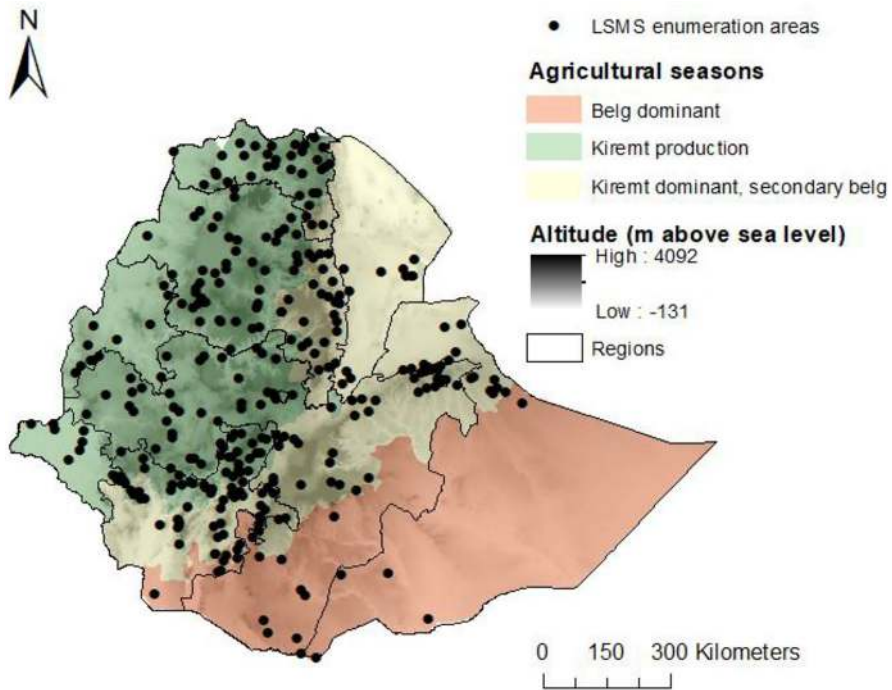 N
LSMS enumeration areas
Agricultural seasons
Belg dominant
Kiremt production
Kiremt dominant, secondary belg
Altitude (m above sea level)
High : 4092
Low : -131
Regions
0 150 300 Kilometers